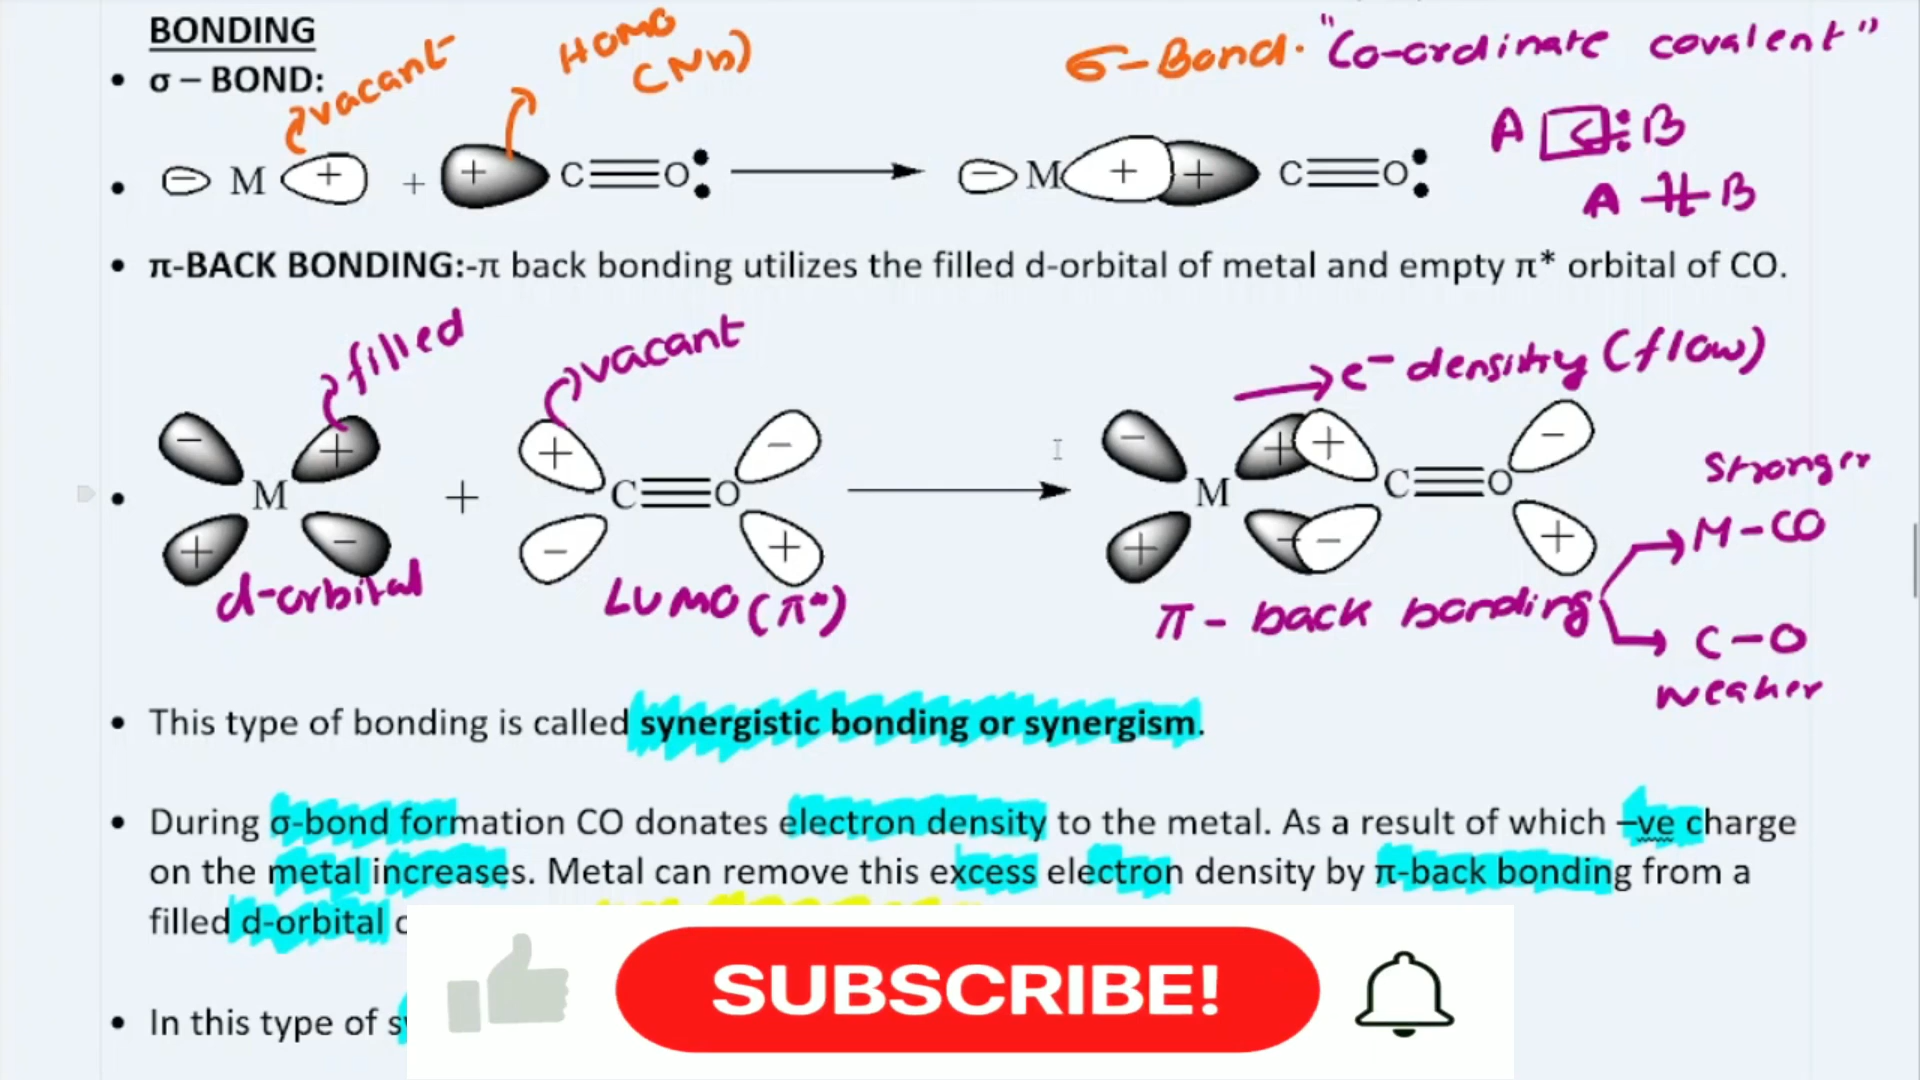 BONDING
• σ – BOND:
vacant
HOMO
(Nb)
σ-Bond. "Co-ordinate covalent"
− M + + + C≡O: → − M + + C≡O:
A :B
A B
• π-BACK BONDING:-π back bonding utilizes the filled d-orbital of metal and empty π* orbital of CO.
filled
vacant
→ e⁻ density (flow)
− + + − − + + −
M + C≡O → M C≡O
+ − − + + − − +
d-orbital
LUMO (π*)
π - back bonding
Stronger
M-CO
C-O
weaker
• This type of bonding is called synergistic bonding or synergism.
• During σ-bond formation CO donates electron density to the metal. As a result of which –ve charge
on the metal increases. Metal can remove this excess electron density by π-back bonding from a
filled d-orbital
• In this type of
SUBSCRIBE!